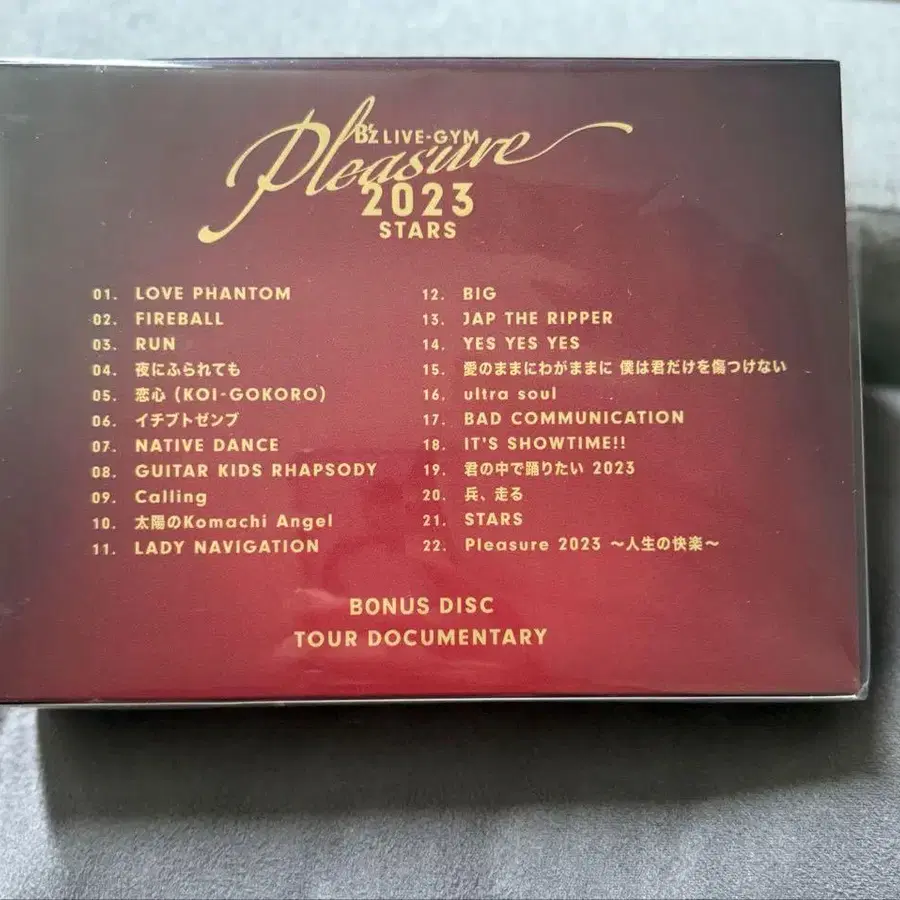 B'z LIVE-GYM
Pleasure
2023
STARS
01. LOVE PHANTOM
02. FIREBALL
03. RUN
04. 夜にふられても
05. 恋心 (KOI-GOKORO)
06. イチブトゼンブ
07. NATIVE DANCE
08. GUITAR KIDS RHAPSODY
09. Calling
10. 太陽のKomachi Angel
11. LADY NAVIGATION
12. BIG
13. JAP THE RIPPER
14. YES YES YES
15. 愛のままにわがままに 僕は君だけを傷つけない
16. ultra soul
17. BAD COMMUNICATION
18. IT'S SHOWTIME!!
19. 君の中で踊りたい 2023
20. 兵、走る
21. STARS
22. Pleasure 2023 ～人生の快楽～
BONUS DISC
TOUR DOCUMENTARY